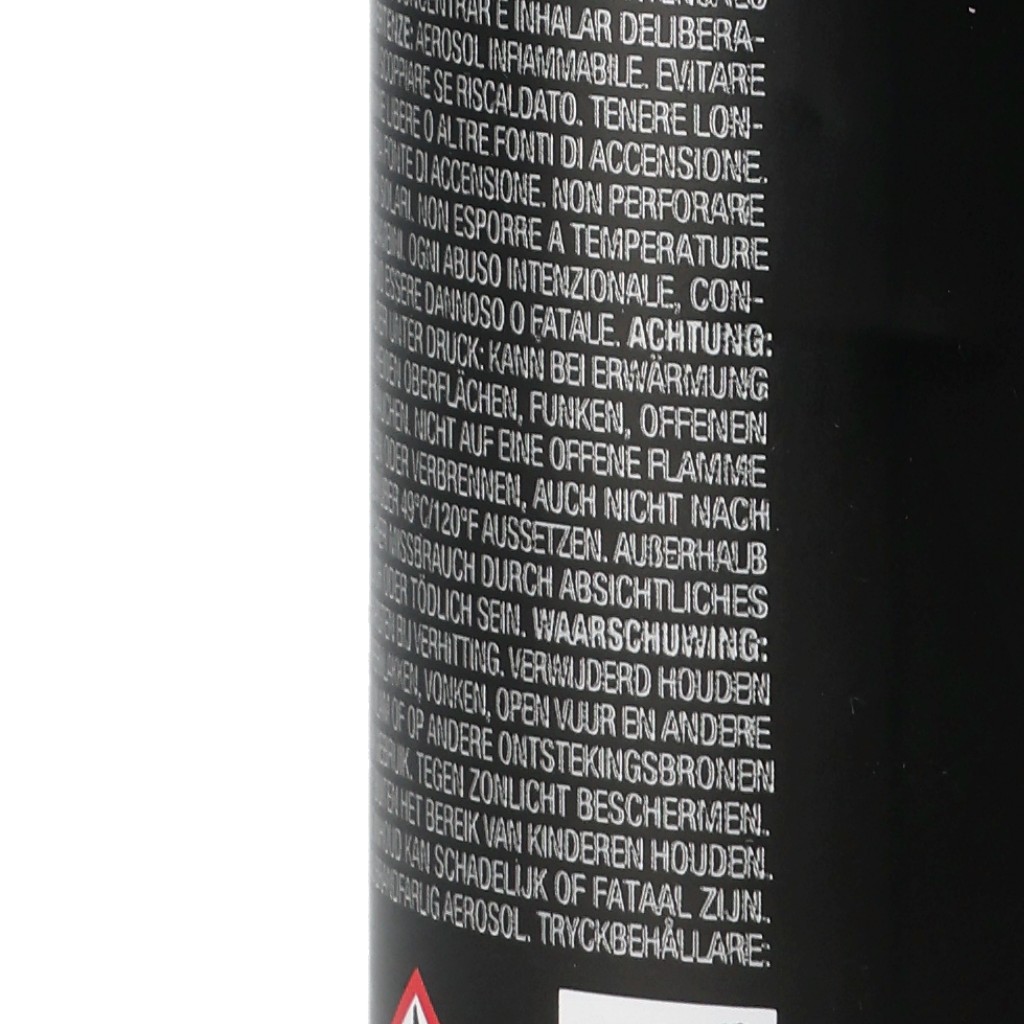 CONCENTRAR E INHALAR DELIBERA-
AEROSOL INFIAMMABILE. EVITARE
SE RISCALDATO. TENERE LON-
LIBERE O ALTRE FONTI DI ACCENSIONE.
FONTE DI ACCENSIONE. NON PERFORARE
SOLARI. NON ESPORRE A TEMPERATURE
OGNI ABUSO INTENZIONALE, CON-
ESSERE DANNOSO O FATALE. ACHTUNG:
UNTER DRUCK: KANN BEI ERWÄRMUNG
OBERFLÄCHEN, FUNKEN, OFFENEN
NICHT AUF EINE OFFENE FLAMME
ODER VERBRENNEN, AUCH NICHT NACH
49°C/120°F AUSSETZEN. AUßERHALB
MISSBRAUCH DURCH ABSICHTLICHES
ODER TÖDLICH SEIN. WAARSCHUWING:
BIJ VERHITTING. VERWIJDERD HOUDEN
VONKEN, OPEN VUUR EN ANDERE
OF OP ANDERE ONTSTEKINGSBRONEN
TEGEN ZONLICHT BESCHERMEN.
HET BEREIK VAN KINDEREN HOUDEN.
KAN SCHADELIJK OF FATAAL ZIJN.
AEROSOL. TRYCKBEHÅLLARE: